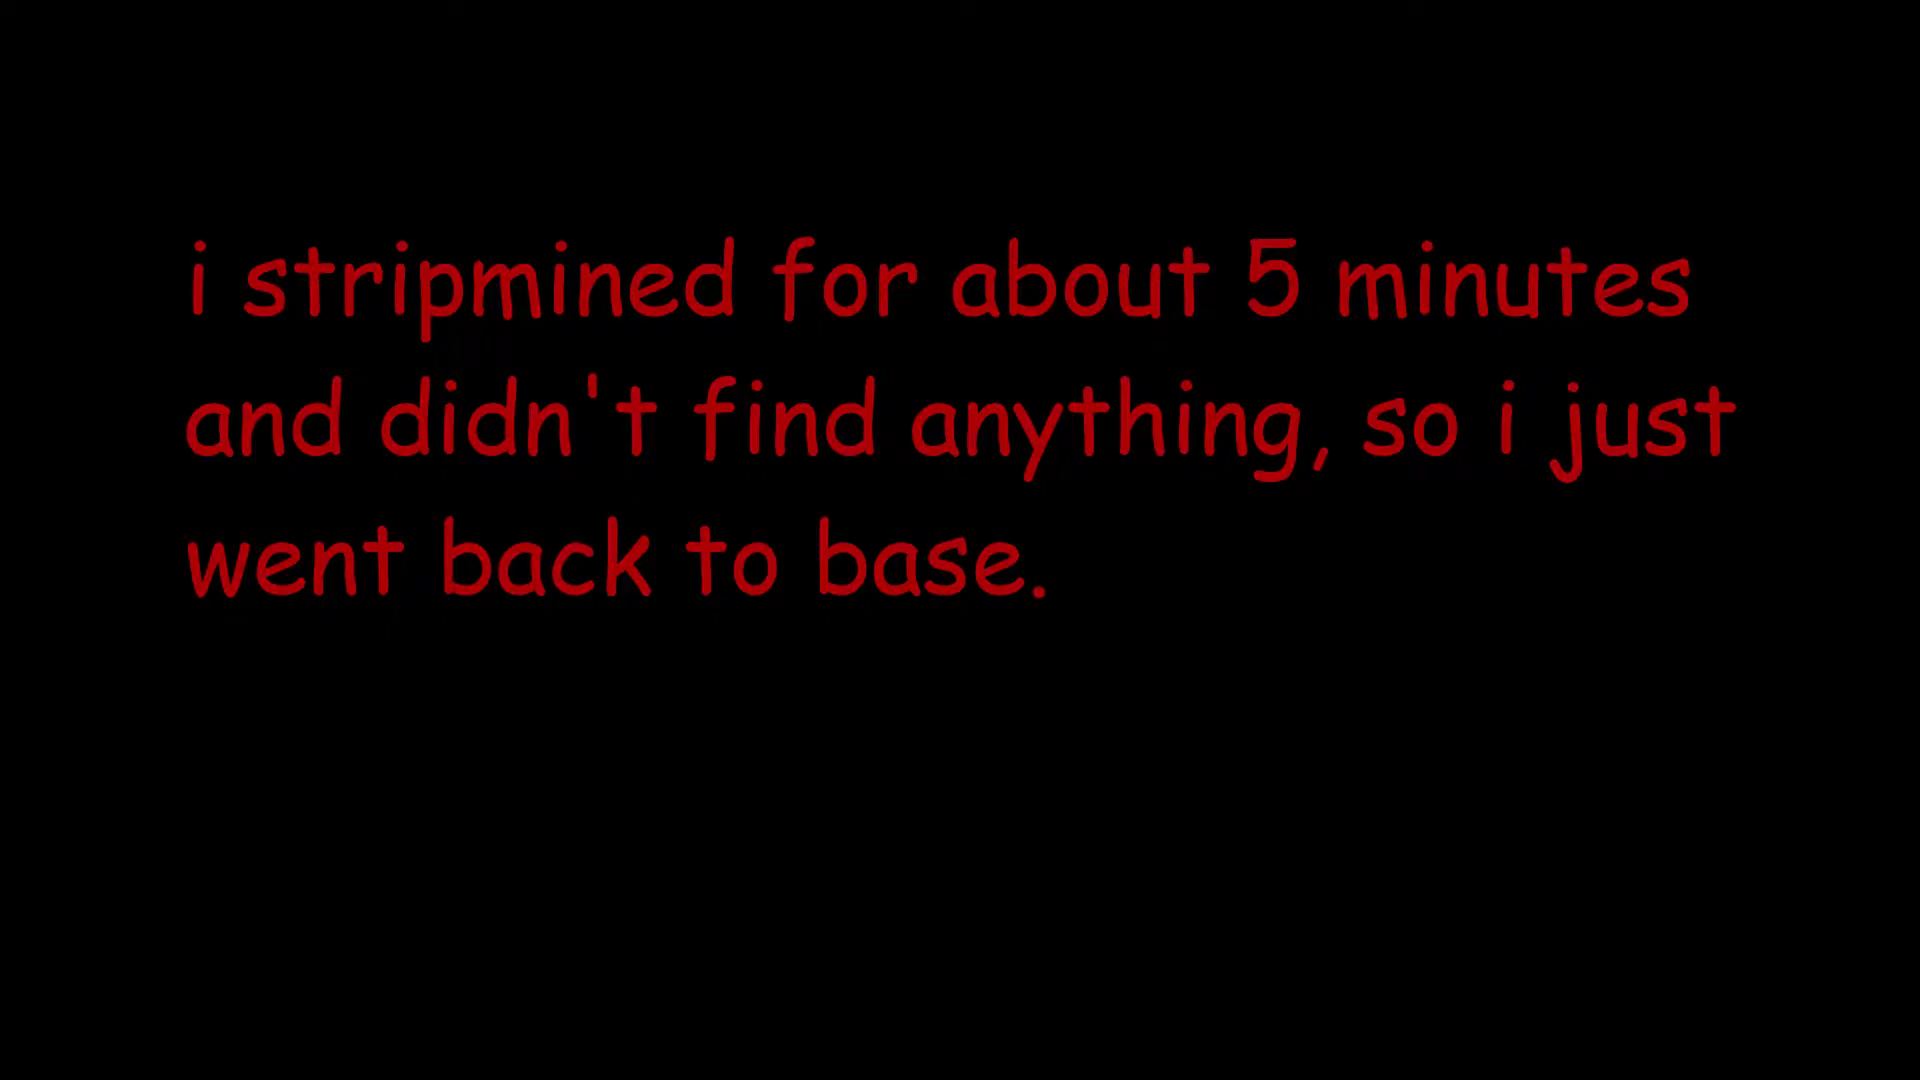 i stripmined for about 5 minutes
and didn't find anything, so i just
went back to base.